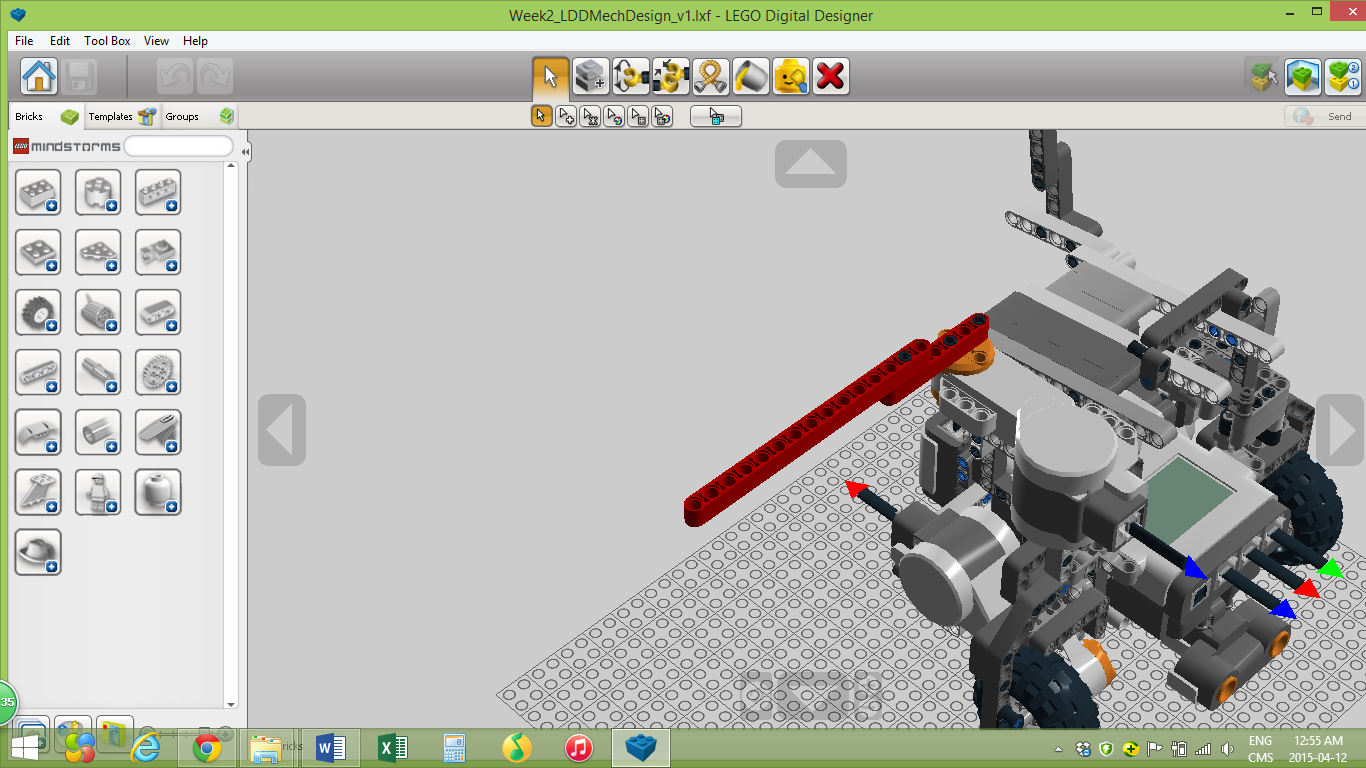 Week2_LDDMechDesign_v1.lxf - LEGO Digital Designer
File Edit Tool Box View Help
Bricks Templates Groups
Send
LEGO mindstorms
35
ENG 12:55 AM
CMS 2015-04-12